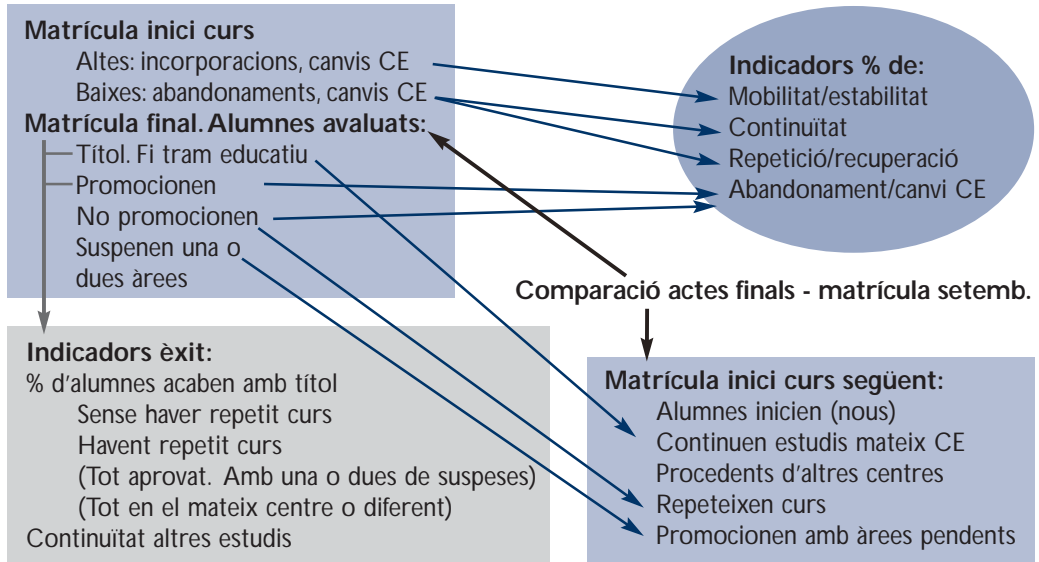 Matrícula inici curs
Altes: incorporacions, canvis CE
Baixes: abandonaments, canvis CE
Matrícula final. Alumnes avaluats:
Títol. Fi tram educatiu
Promocionen
No promocionen
Suspenen una o
dues àrees
Indicadors % de:
Mobilitat/estabilitat
Continuïtat
Repetició/recuperació
Abandonament/canvi CE
Comparació actes finals - matrícula setemb.
Indicadors èxit:
% d'alumnes acaben amb títol
Sense haver repetit curs
Havent repetit curs
(Tot aprovat. Amb una o dues de suspeses)
(Tot en el mateix centre o diferent)
Continuïtat altres estudis
Matrícula inici curs següent:
Alumnes inicien (nous)
Continuen estudis mateix CE
Procedents d'altres centres
Repeteixen curs
Promocionen amb àrees pendents